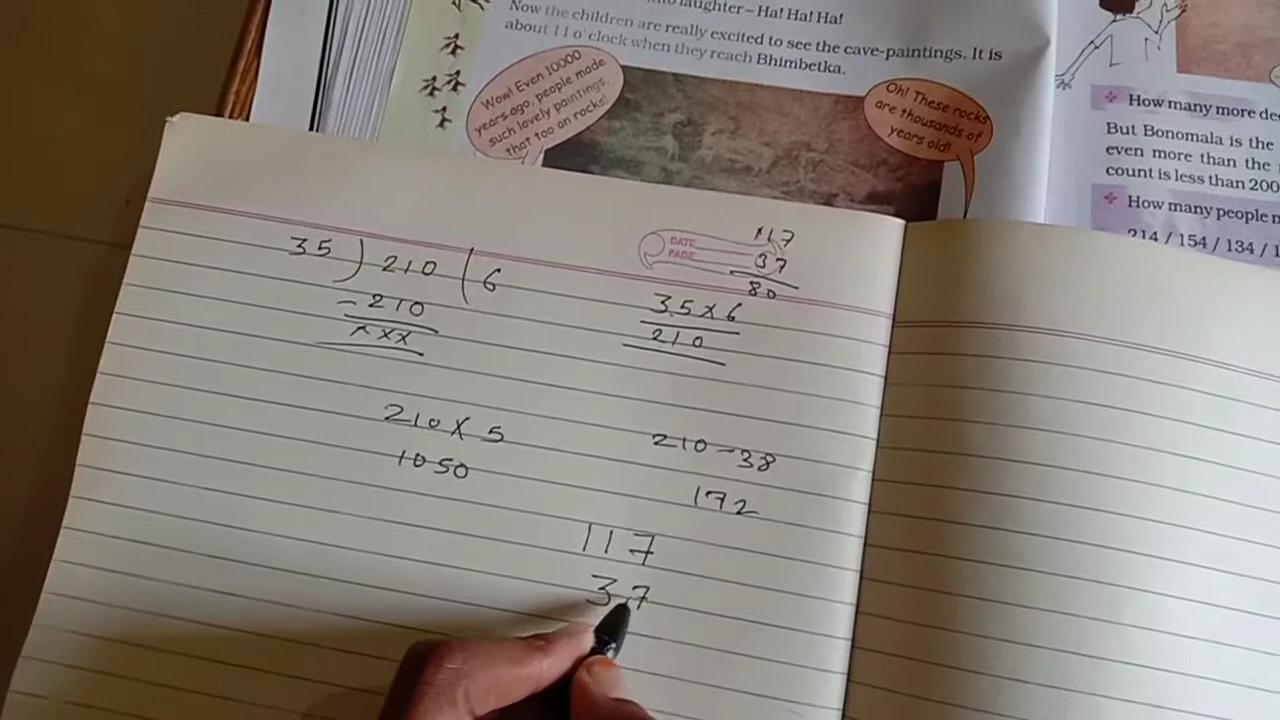 laughter – Ha! Ha! Ha!
Now the children are really excited to see the cave-paintings. It is
about 11 o' clock when they reach Bhimbetka.
Wow! Even 10000
years ago, people made
such lovely paintings,
that too on rocks!
Oh! These rocks
are thousands of
years old!
How many more
But Bonomala is the
even more than the
count is less than 200
How many people
214 / 154 / 134 /
DATE
PAGE
117
37
80
35 ) 210 ( 6
- 210
xxx
35 x 6
210
210 x 5
1050
210 - 38
172
117
37